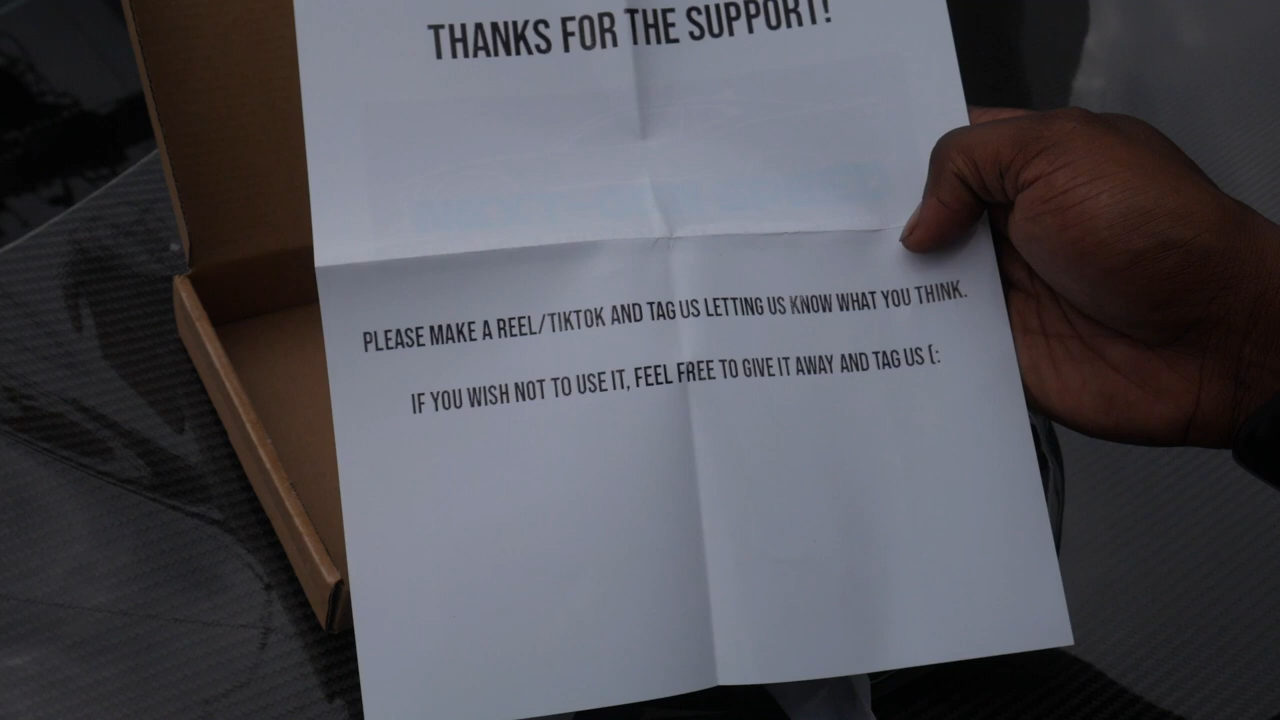 THANKS FOR THE SUPPORT!
PLEASE MAKE A REEL/TIKTOK AND TAG US LETTING US KNOW WHAT YOU THINK.
IF YOU WISH NOT TO USE IT, FEEL FREE TO GIVE IT AWAY AND TAG US (: